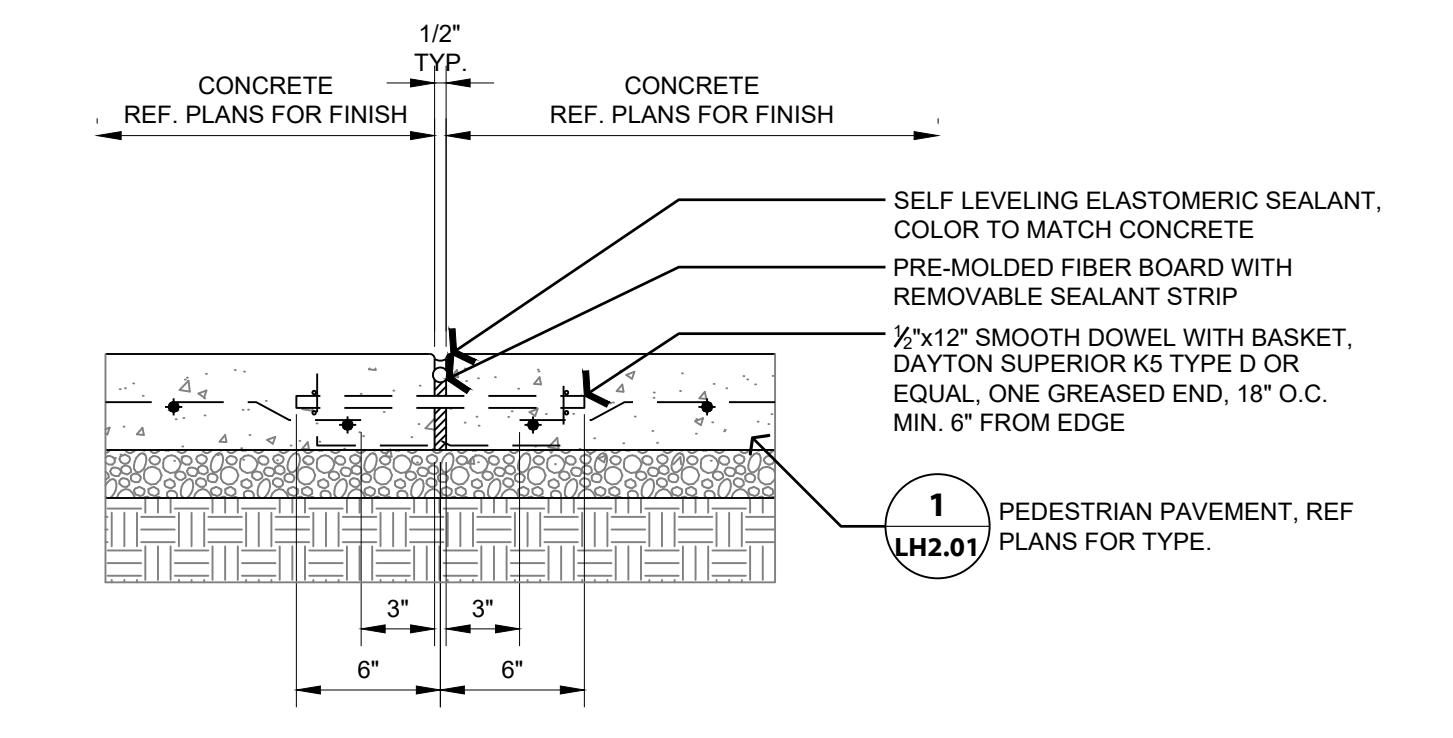 1/2"
TYP.
CONCRETE
REF. PLANS FOR FINISH
CONCRETE
REF. PLANS FOR FINISH
SELF LEVELING ELASTOMERIC SEALANT,
COLOR TO MATCH CONCRETE
PRE-MOLDED FIBER BOARD WITH
REMOVABLE SEALANT STRIP
½"x12" SMOOTH DOWEL WITH BASKET,
DAYTON SUPERIOR K5 TYPE D OR
EQUAL, ONE GREASED END, 18" O.C.
MIN. 6" FROM EDGE
1
LH2.01
PEDESTRIAN PAVEMENT, REF
PLANS FOR TYPE.
3"
3"
6"
6"